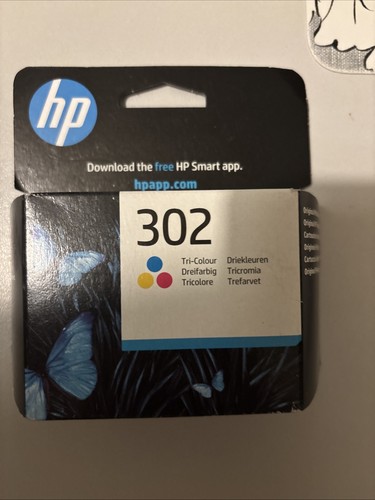 hp
Download the free HP Smart app.
hpapp.com
302
Tri-Colour Driekleuren
Dreifarbig Tricromia
Tricolore Trefarvet